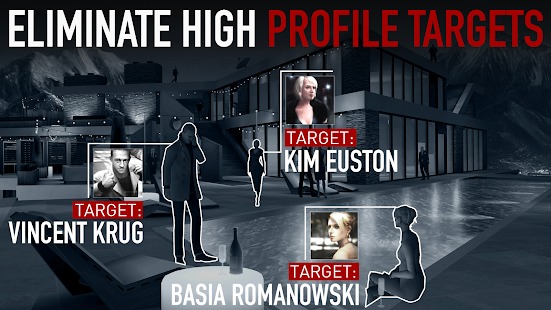 ELIMINATE HIGH PROFILE TARGETS
TARGET:
KIM EUSTON
TARGET:
VINCENT KRUG
TARGET:
BASIA ROMANOWSKI